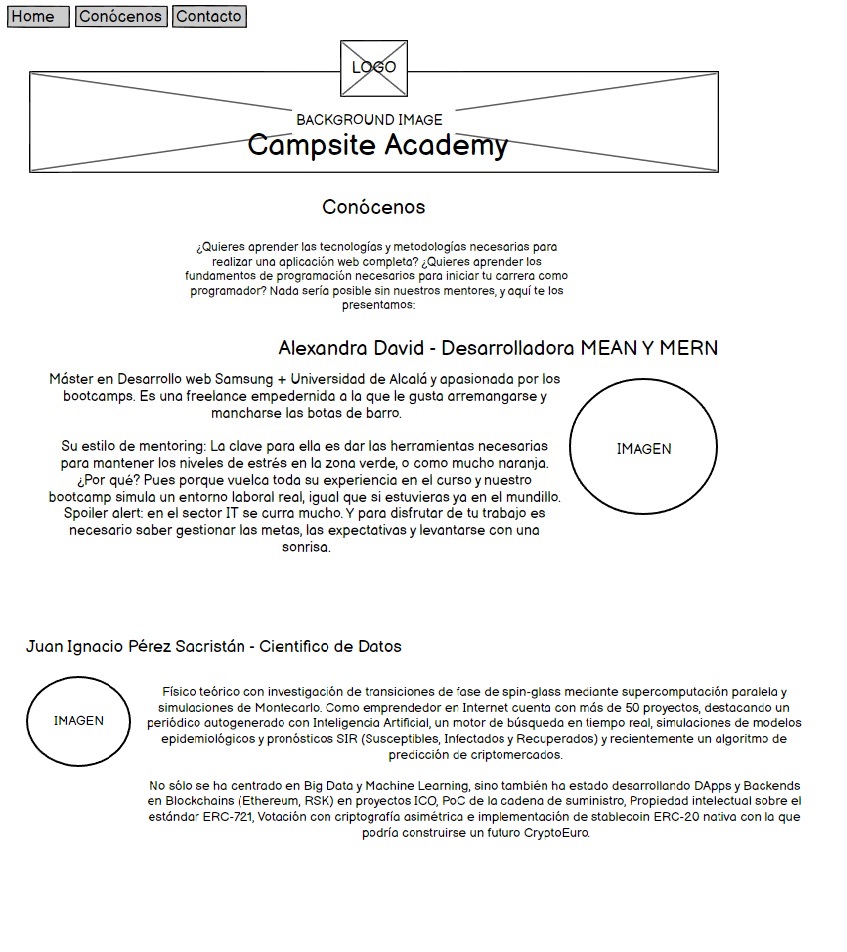 Home Conócenos Contacto
LOGO
BACKGROUND IMAGE
Campsite Academy
Conócenos
¿Quieres aprender las tecnologías y metodologías necesarias para
realizar una aplicación web completa? ¿Quieres aprender los
fundamentos de programación necesarios para iniciar tu carrera como
programador? Nada sería posible sin nuestros mentores, y aquí te los
presentamos:
Alexandra David - Desarrolladora MEAN Y MERN
Máster en Desarrollo web Samsung + Universidad de Alcalá y apasionada por los
bootcamps. Es una freelance empedernida a la que le gusta arremangarse y
mancharse las botas de barro.
Su estilo de mentoring: La clave para ella es dar las herramientas necesarias
para mantener los niveles de estrés en la zona verde, o como mucho naranja.
¿Por qué? Pues porque vuelca toda su experiencia en el curso y nuestro
bootcamp simula un entorno laboral real, igual que si estuvieras ya en el mundillo.
Spoiler alert: en el sector IT se curra mucho. Y para disfrutar de tu trabajo es
necesario saber gestionar las metas, las expectativas y levantarse con una
sonrisa.
IMAGEN
Juan Ignacio Pérez Sacristán - Cientifico de Datos
IMAGEN
Físico teórico con investigación de transiciones de fase de spin-glass mediante supercomputación paralela y
simulaciones de Montecarlo. Como emprendedor en Internet cuenta con más de 50 proyectos, destacando un
periódico autogenerado con Inteligencia Artificial, un motor de búsqueda en tiempo real, simulaciones de modelos
epidemiológicos y pronósticos SIR (Susceptibles, Infectados y Recuperados) y recientemente un algoritmo de
predicción de criptomercados.
No sólo se ha centrado en Big Data y Machine Learning, sino también ha estado desarrollando DApps y Backends
en Blockchains (Ethereum, RSK) en proyectos ICO, PoC de la cadena de suministro, Propiedad intelectual sobre el
estándar ERC-721, Votación con criptografía asimétrica e implementación de stablecoin ERC-20 nativa con la que
podría construirse un futuro CryptoEuro.